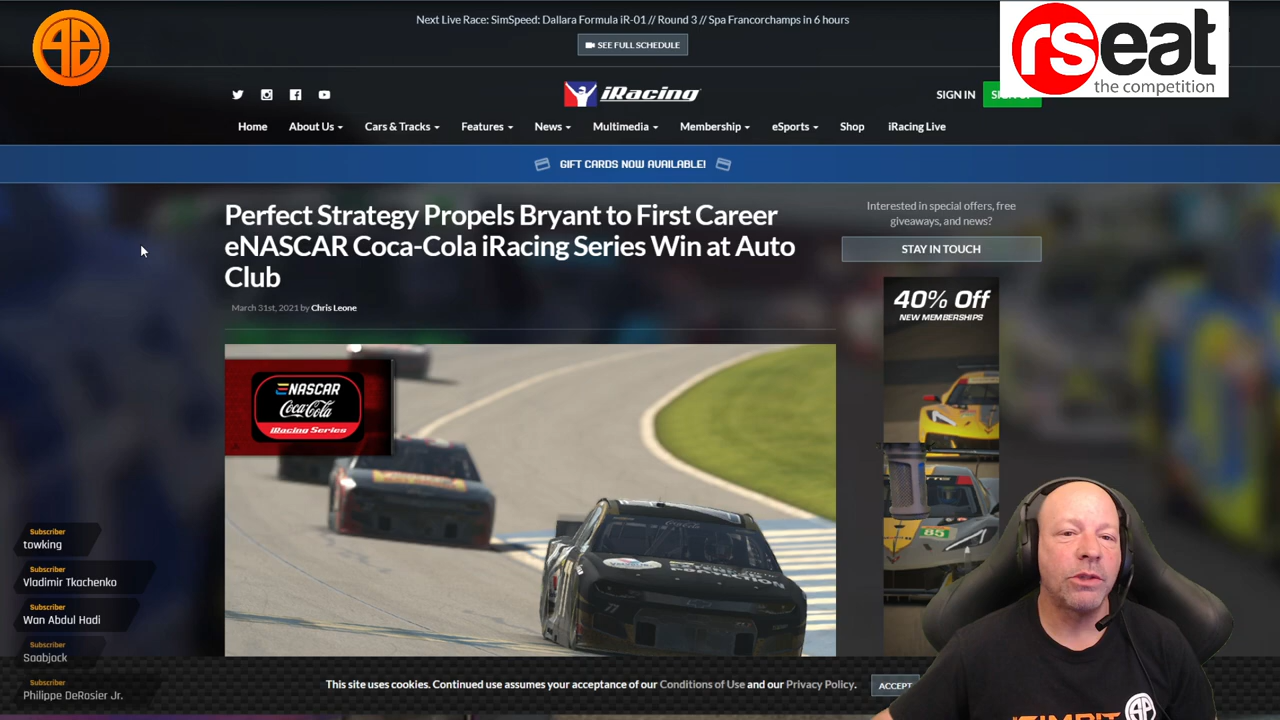 Next Live Race: SimSpeed: Dallara Formula iR-01 // Round 3 // Spa Francorchamps in 6 hours
SEE FULL SCHEDULE
rseat
the competition
iRacing
SIGN IN
Home
About Us
Cars & Tracks
Features
News
Multimedia
Membership
eSports
Shop
iRacing Live
GIFT CARDS NOW AVAILABLE!
Perfect Strategy Propels Bryant to First Career
eNASCAR Coca-Cola iRacing Series Win at Auto
Club
March 31st, 2021 by Chris Leone
Interested in special offers, free
giveaways, and news?
STAY IN TOUCH
40% Off
NEW MEMBERSHIPS
eNASCAR
Coca-Cola
iRacing Series
85
77
Subscriber
towking
Subscriber
Vladimir Tkachenko
Subscriber
Wan Abdul Hadi
Subscriber
Saabjock
Subscriber
Philippe DeRosier Jr.
This site uses cookies. Continued use assumes your acceptance of our Conditions of Use and our Privacy Policy.
ACCEPT